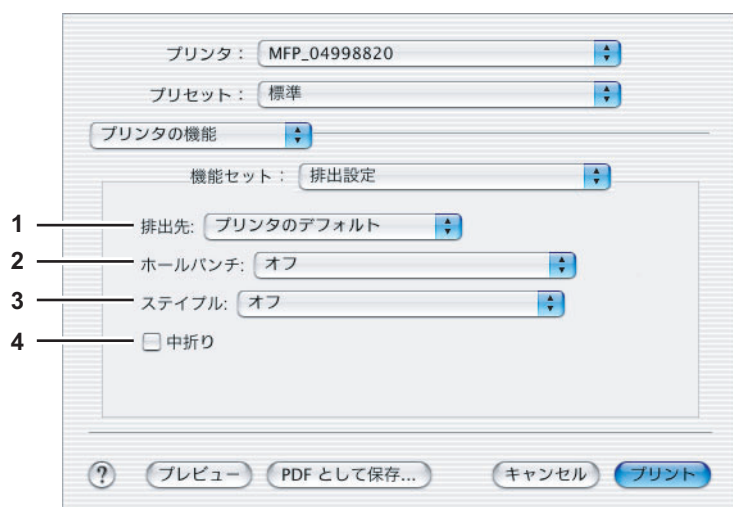 プリンタ： MFP_04998820
プリセット： 標準
プリンタの機能
機能セット： 排出設定
1 排出先: プリンタのデフォルト
2 ホールパンチ: オフ
3 ステイプル: オフ
4 中折り
? プレビュー PDF として保存... キャンセル プリント